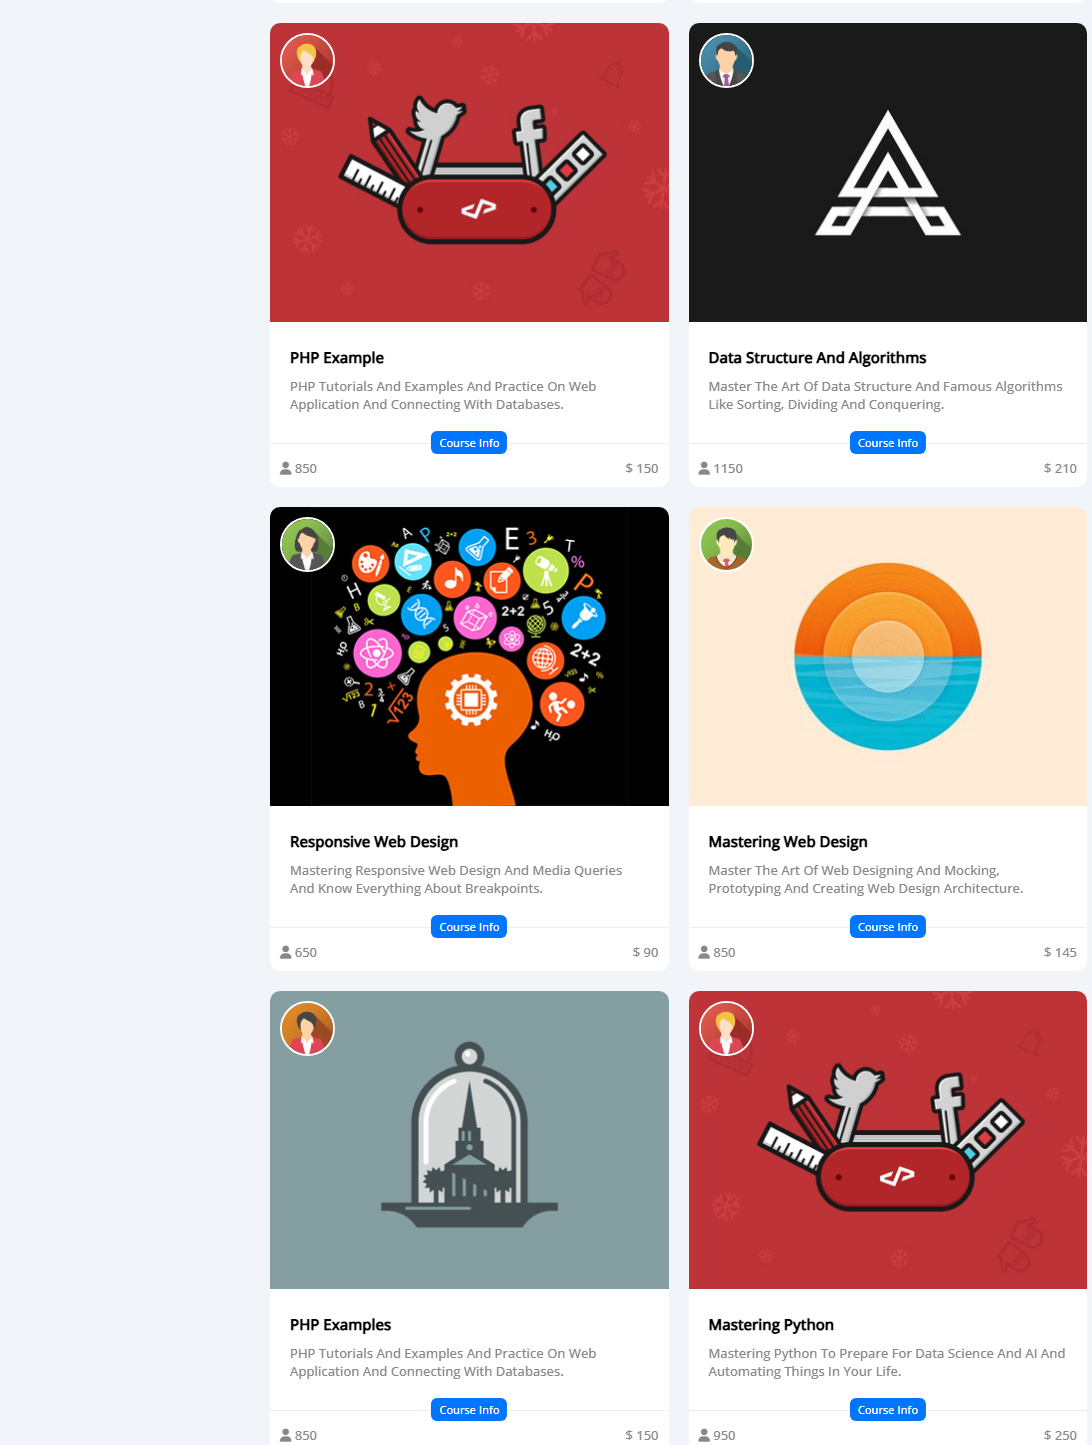 PHP Example
PHP Tutorials And Examples And Practice On Web
Application And Connecting With Databases.
Course Info
850
$ 150
Data Structure And Algorithms
Master The Art Of Data Structure And Famous Algorithms
Like Sorting, Dividing And Conquering.
Course Info
1150
$ 210
Responsive Web Design
Mastering Responsive Web Design And Media Queries
And Know Everything About Breakpoints.
Course Info
650
$ 90
Mastering Web Design
Master The Art Of Web Designing And Mocking,
Prototyping And Creating Web Design Architecture.
Course Info
850
$ 145
PHP Examples
PHP Tutorials And Examples And Practice On Web
Application And Connecting With Databases.
Course Info
850
$ 150
Mastering Python
Mastering Python To Prepare For Data Science And AI And
Automating Things In Your Life.
Course Info
950
$ 250